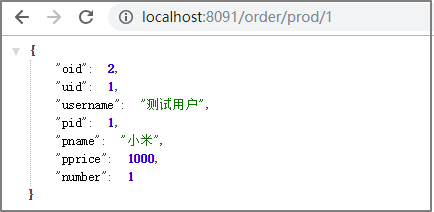 localhost:8091/order/prod/1
{
"oid": 2,
"uid": 1,
"username": "测试用户",
"pid": 1,
"pname": "小米",
"pprice": 1000,
"number": 1
}